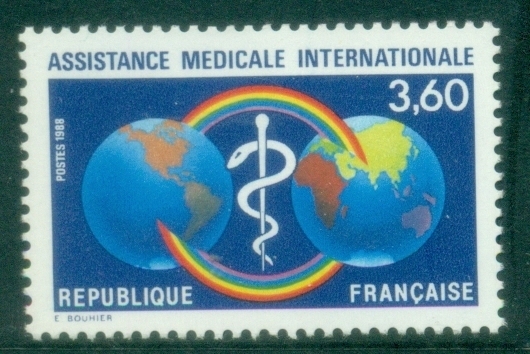 ASSISTANCE MEDICALE INTERNATIONALE
3,60
POSTES 1988
REPUBLIQUE FRANÇAISE
E. BOUHIER